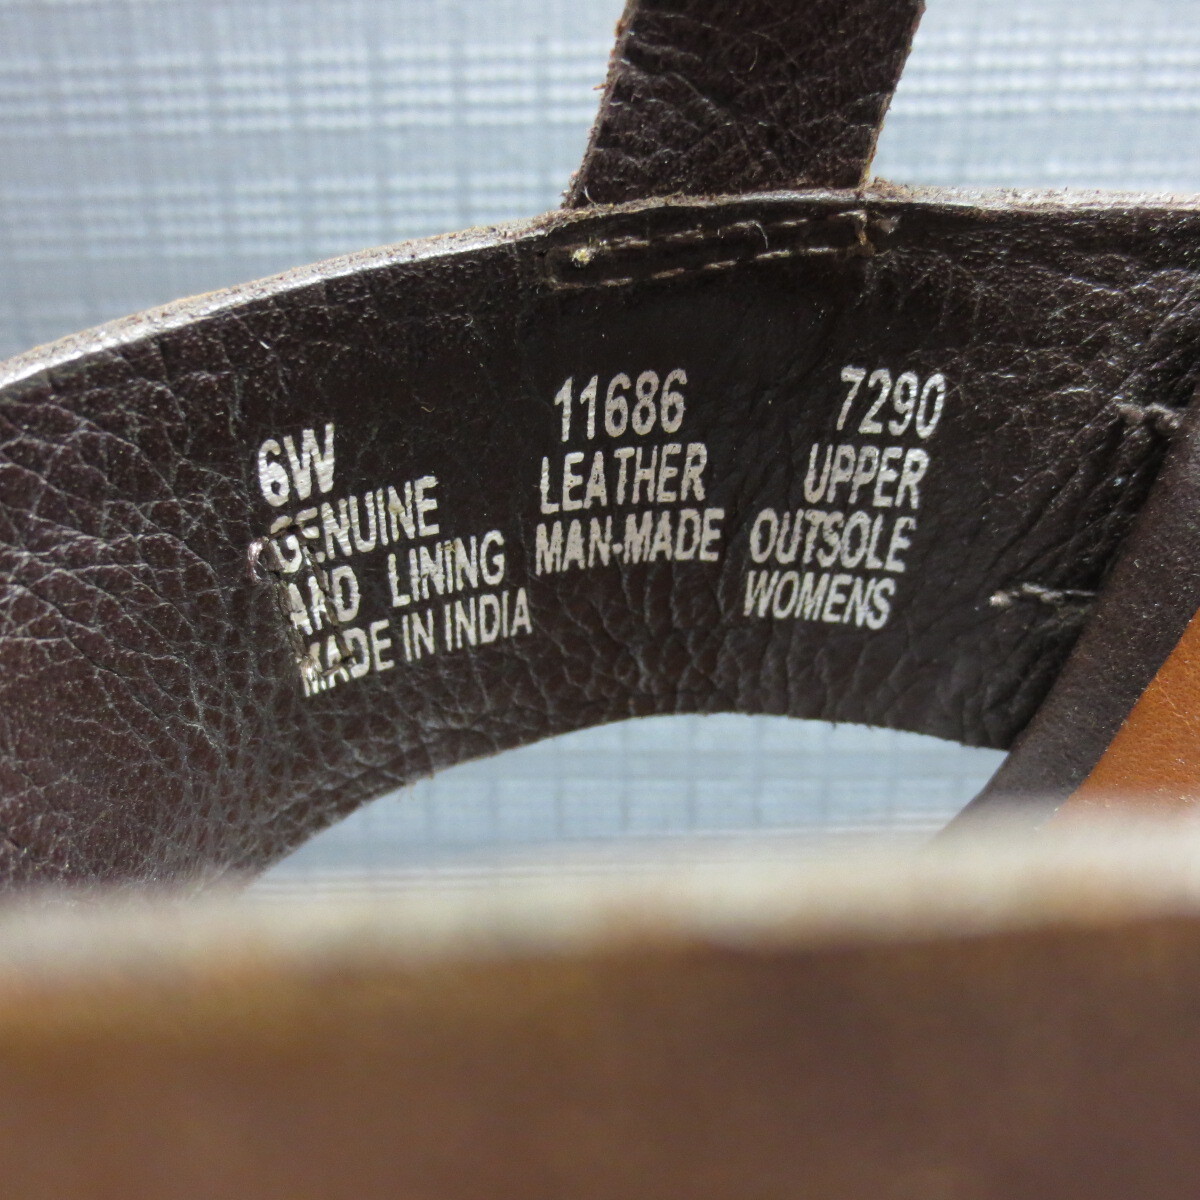 6W 11686 7290
GENUINE LEATHER UPPER
AND LINING MAN-MADE OUTSOLE
MADE IN INDIA WOMENS